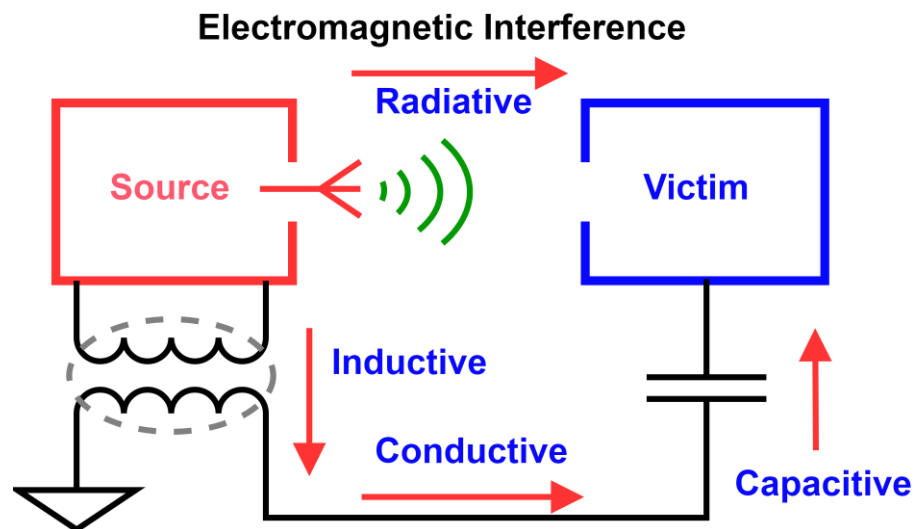 Electromagnetic Interference
Radiative
Source
Victim
Inductive
Conductive
Capacitive